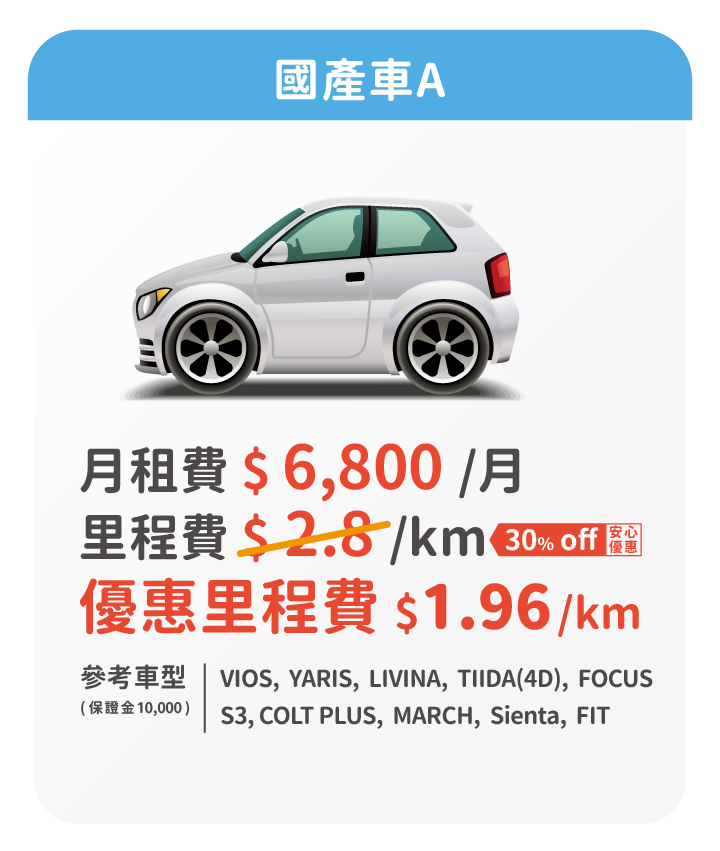 國產車A
月租費 $ 6,800 /月
里程費 $ 2.8 /km 30% off 安心優惠
優惠里程費 $1.96/km
參考車型 VIOS, YARIS, LIVINA, TIIDA(4D), FOCUS
(保證金10,000) S3, COLT PLUS, MARCH, Sienta, FIT